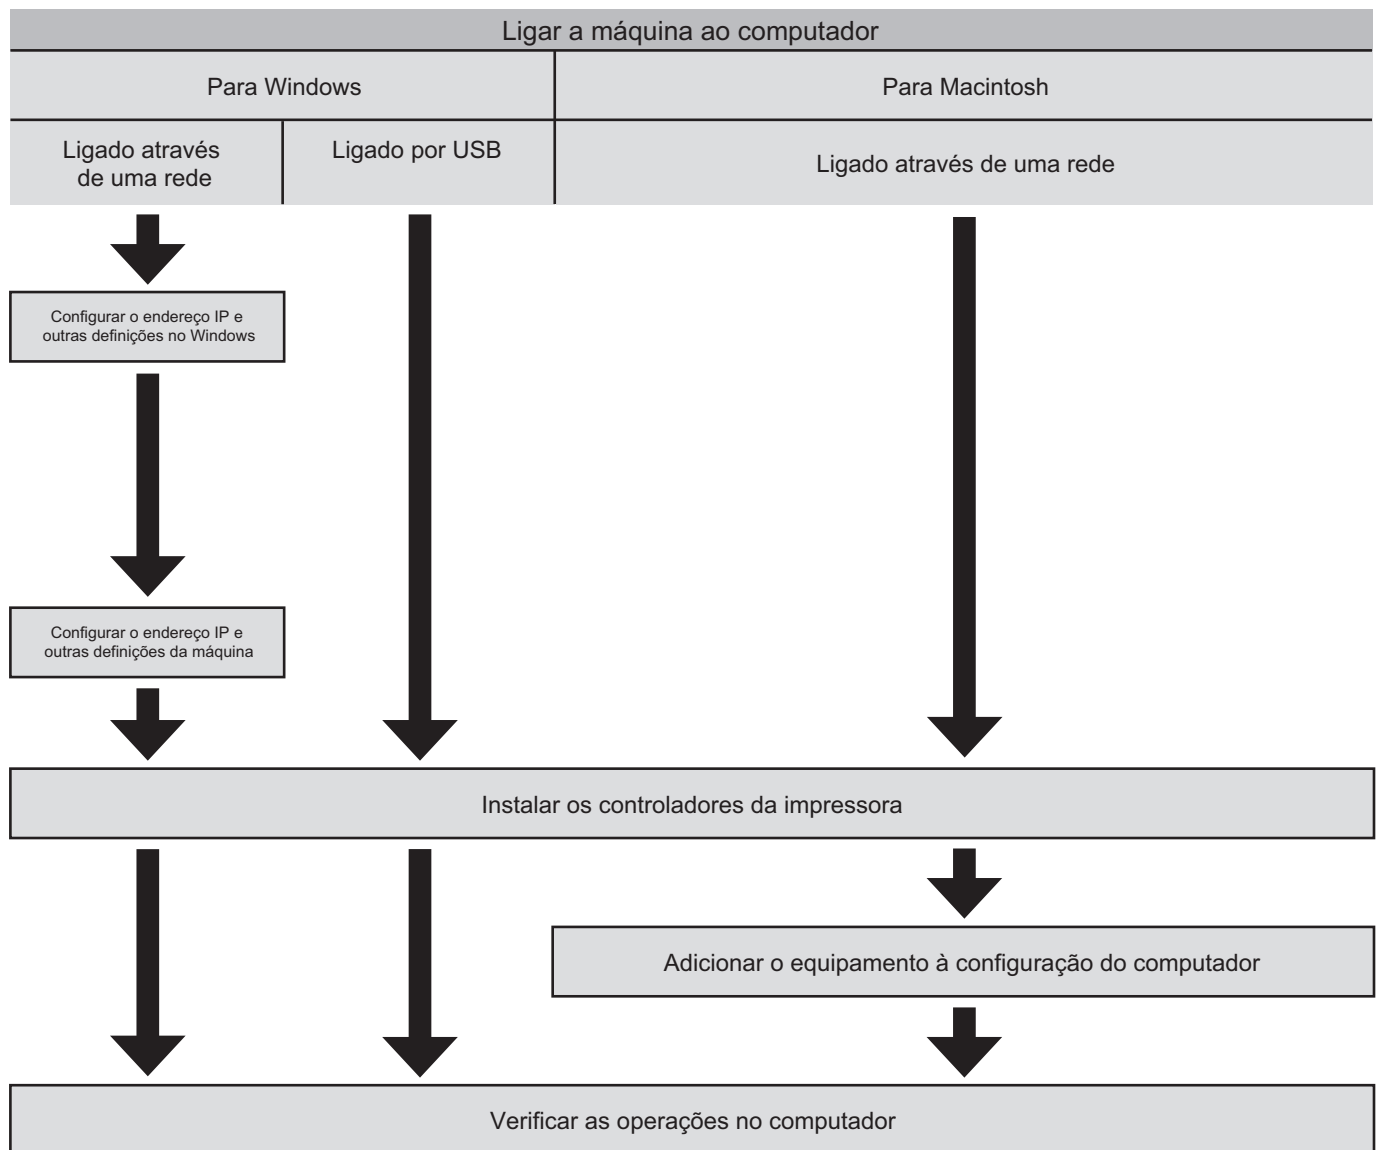 Ligar a máquina ao computador
Para Windows
Para Macintosh
Ligado através
de uma rede
Ligado por USB
Ligado através de uma rede
Configurar o endereço IP e
outras definições no Windows
Configurar o endereço IP e
outras definições da máquina
Instalar os controladores da impressora
Adicionar o equipamento à configuração do computador
Verificar as operações no computador